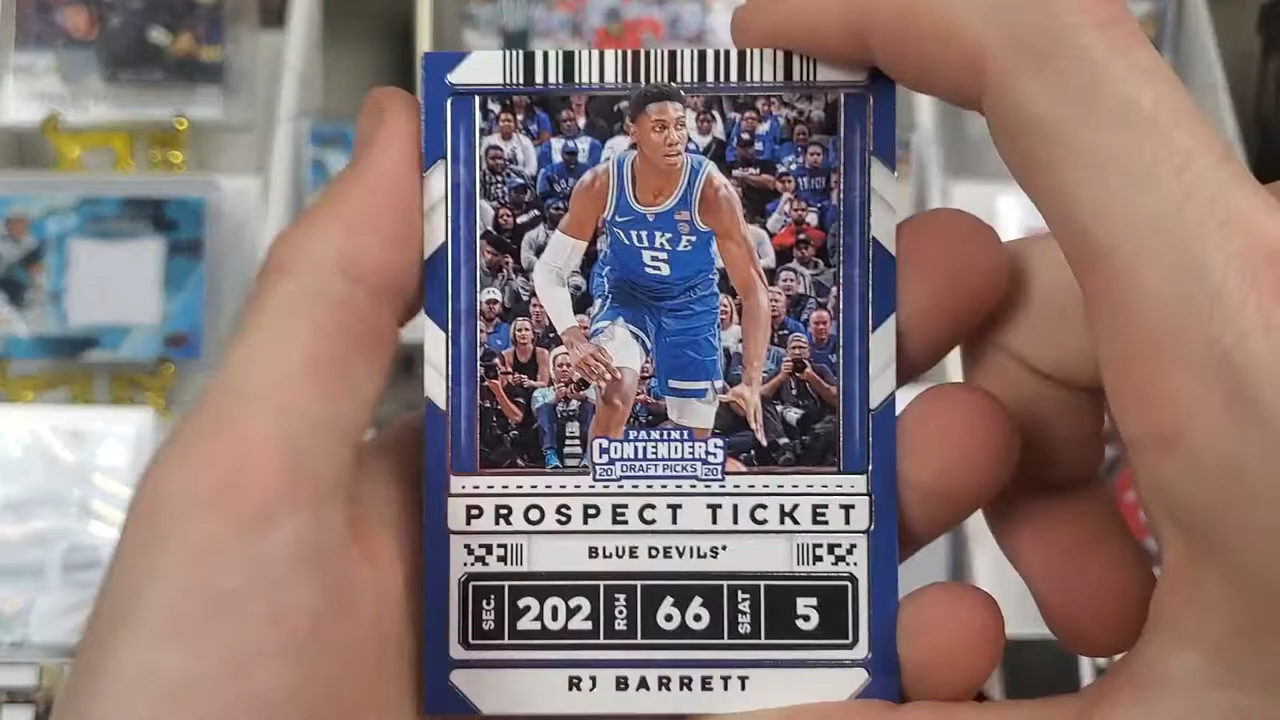 DUKE
5
PANINI
CONTENDERS
20 DRAFT PICKS 20
PROSPECT TICKET
BLUE DEVILS*
SEC. 202 ROW 66 SEAT 5
RJ BARRETT